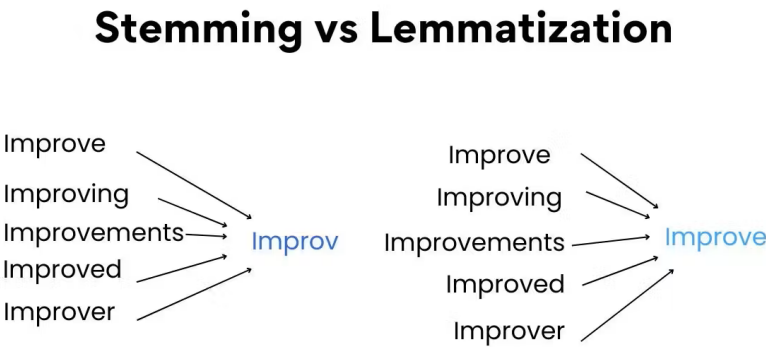 Stemming vs Lemmatization
Improve
Improving
Improvements
Improved
Improver
Improv
Improve
Improving
Improvements
Improved
Improver
Improve